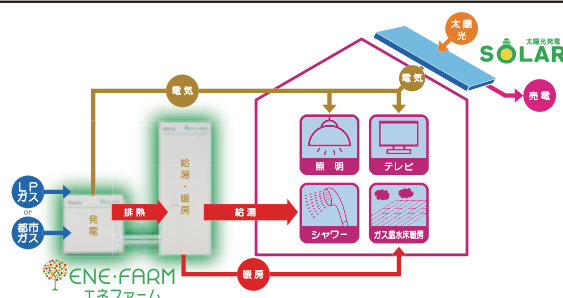 太陽
光
太陽光発電
SOLAR
電気
電気
売電
照明
テレビ
給湯・暖房
LP
ガス
or
都市
ガス
発電
排熱
給湯
シャワー
ガス温水床暖房
暖房
ENE・FARM
エネファーム